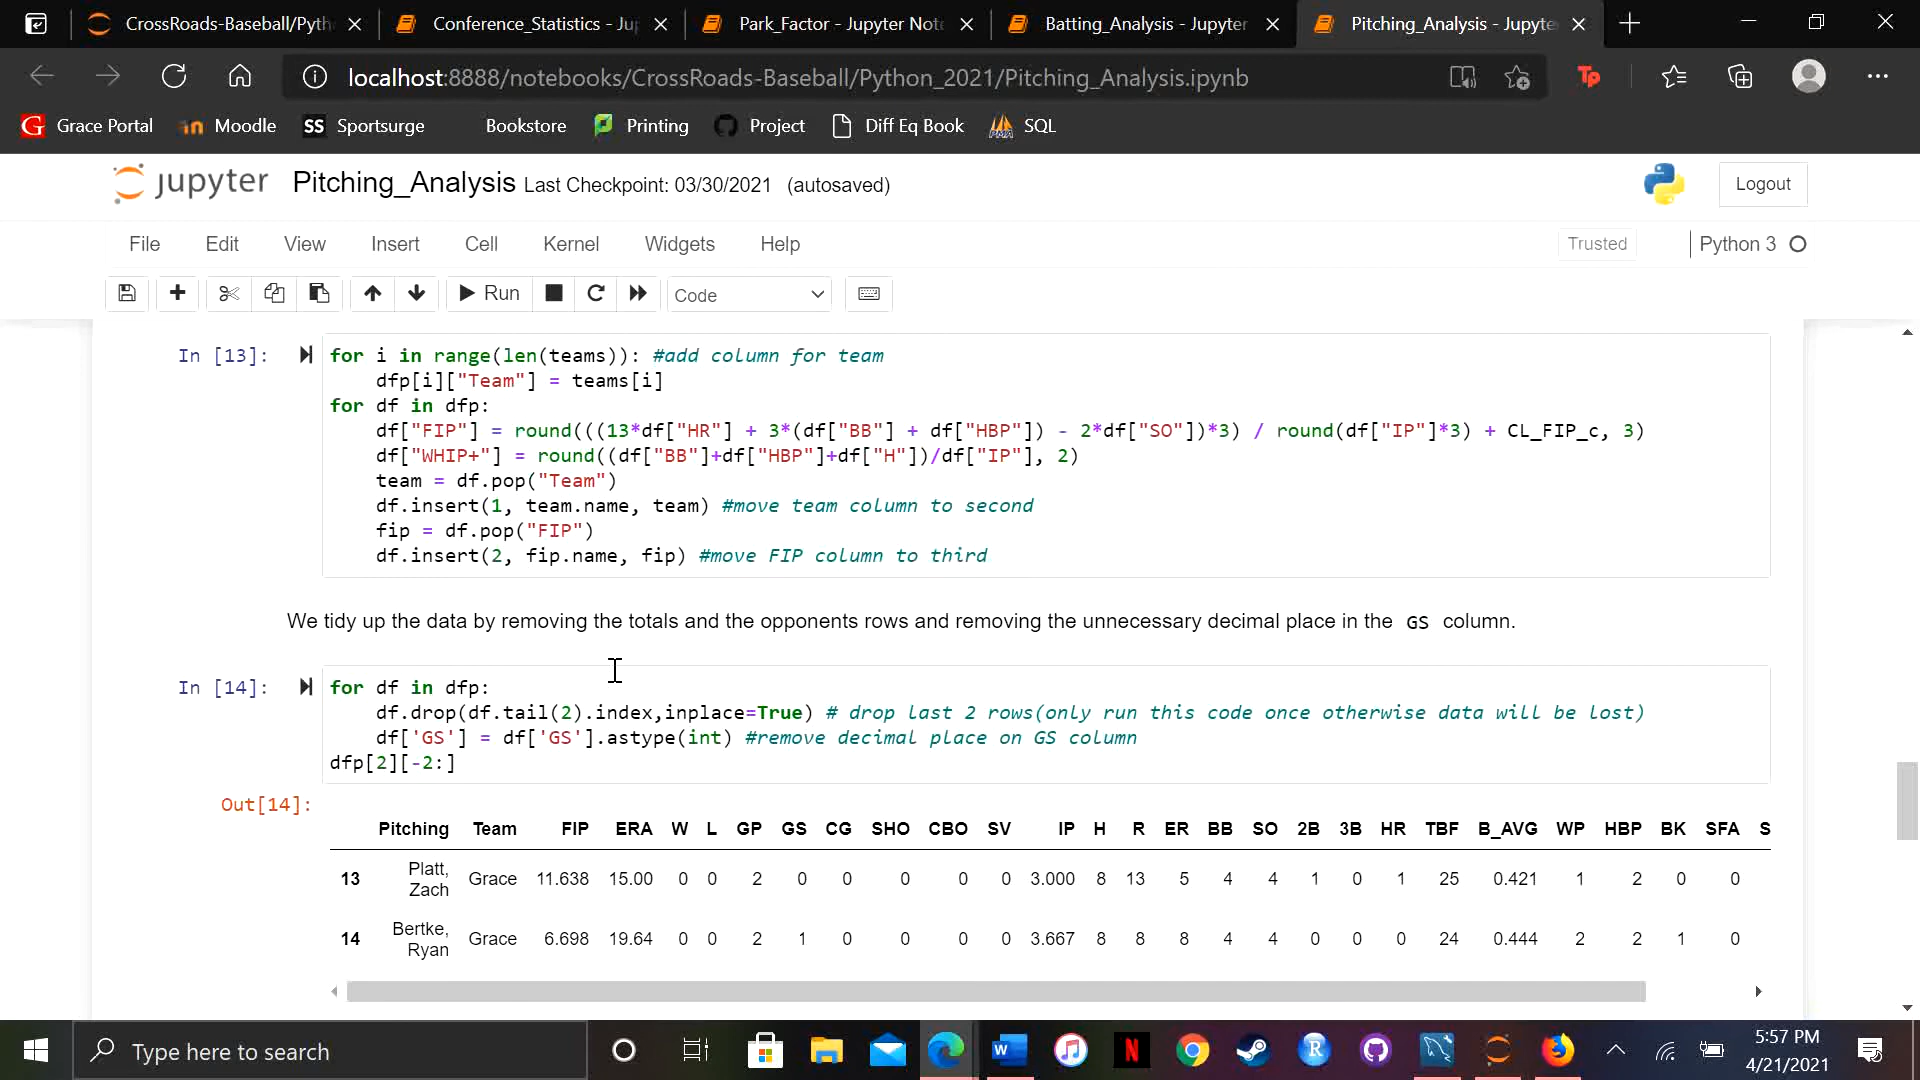 CrossRoads-Baseball/Pyth
Conference_Statistics - Ju
Park_Factor - Jupyter Not
Batting_Analysis - Jupyter
Pitching_Analysis - Jupyte
localhost:8888/notebooks/CrossRoads-Baseball/Python_2021/Pitching_Analysis.ipynb
Grace Portal Moodle SS Sportsurge Bookstore Printing Project Diff Eq Book SQL
jupyter Pitching_Analysis Last Checkpoint: 03/30/2021 (autosaved)
Logout
File Edit View Insert Cell Kernel Widgets Help
Trusted Python 3
Run Code
In [13]: for i in range(len(teams)): #add column for team
dfp[i]["Team"] = teams[i]
for df in dfp:
df["FIP"] = round(((13*df["HR"] + 3*(df["BB"] + df["HBP"]) - 2*df["SO"])*3) / round(df["IP"]*3) + CL_FIP_c, 3)
df["WHIP+"] = round((df["BB"]+df["HBP"]+df["H"])/df["IP"], 2)
team = df.pop("Team")
df.insert(1, team.name, team) #move team column to second
fip = df.pop("FIP")
df.insert(2, fip.name, fip) #move FIP column to third
We tidy up the data by removing the totals and the opponents rows and removing the unnecessary decimal place in the GS column.
In [14]: for df in dfp:
df.drop(df.tail(2).index,inplace=True) # drop last 2 rows(only run this code once otherwise data will be lost)
df['GS'] = df['GS'].astype(int) #remove decimal place on GS column
dfp[2][-2:]
Out[14]:
Pitching Team FIP ERA W L GP GS CG SHO CBO SV IP H R ER BB SO 2B 3B HR TBF B_AVG WP HBP BK SFA S
13 Platt, Zach Grace 11.638 15.00 0 0 2 0 0 0 0 0 3.000 8 13 5 4 4 1 0 1 25 0.421 1 2 0 0
14 Bertke, Ryan Grace 6.698 19.64 0 0 2 1 0 0 0 0 3.667 8 8 8 4 4 0 0 0 24 0.444 2 2 1 0
Type here to search
5:57 PM
4/21/2021